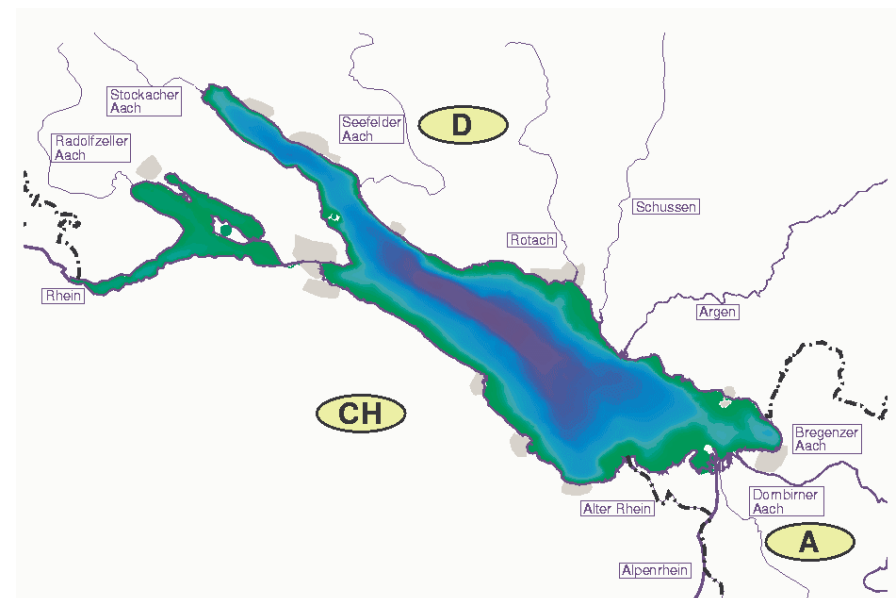 Stockacher
Aach
Seefelder
Aach
D
Radolfzeller
Aach
Schussen
Rotach
Rhein
Argen
CH
Bregenzer
Aach
Alter Rhein
Dornbirner
Aach
A
Alpenrhein